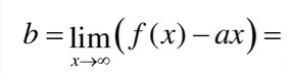 b = lim(f(x) − ax) =
x→∞